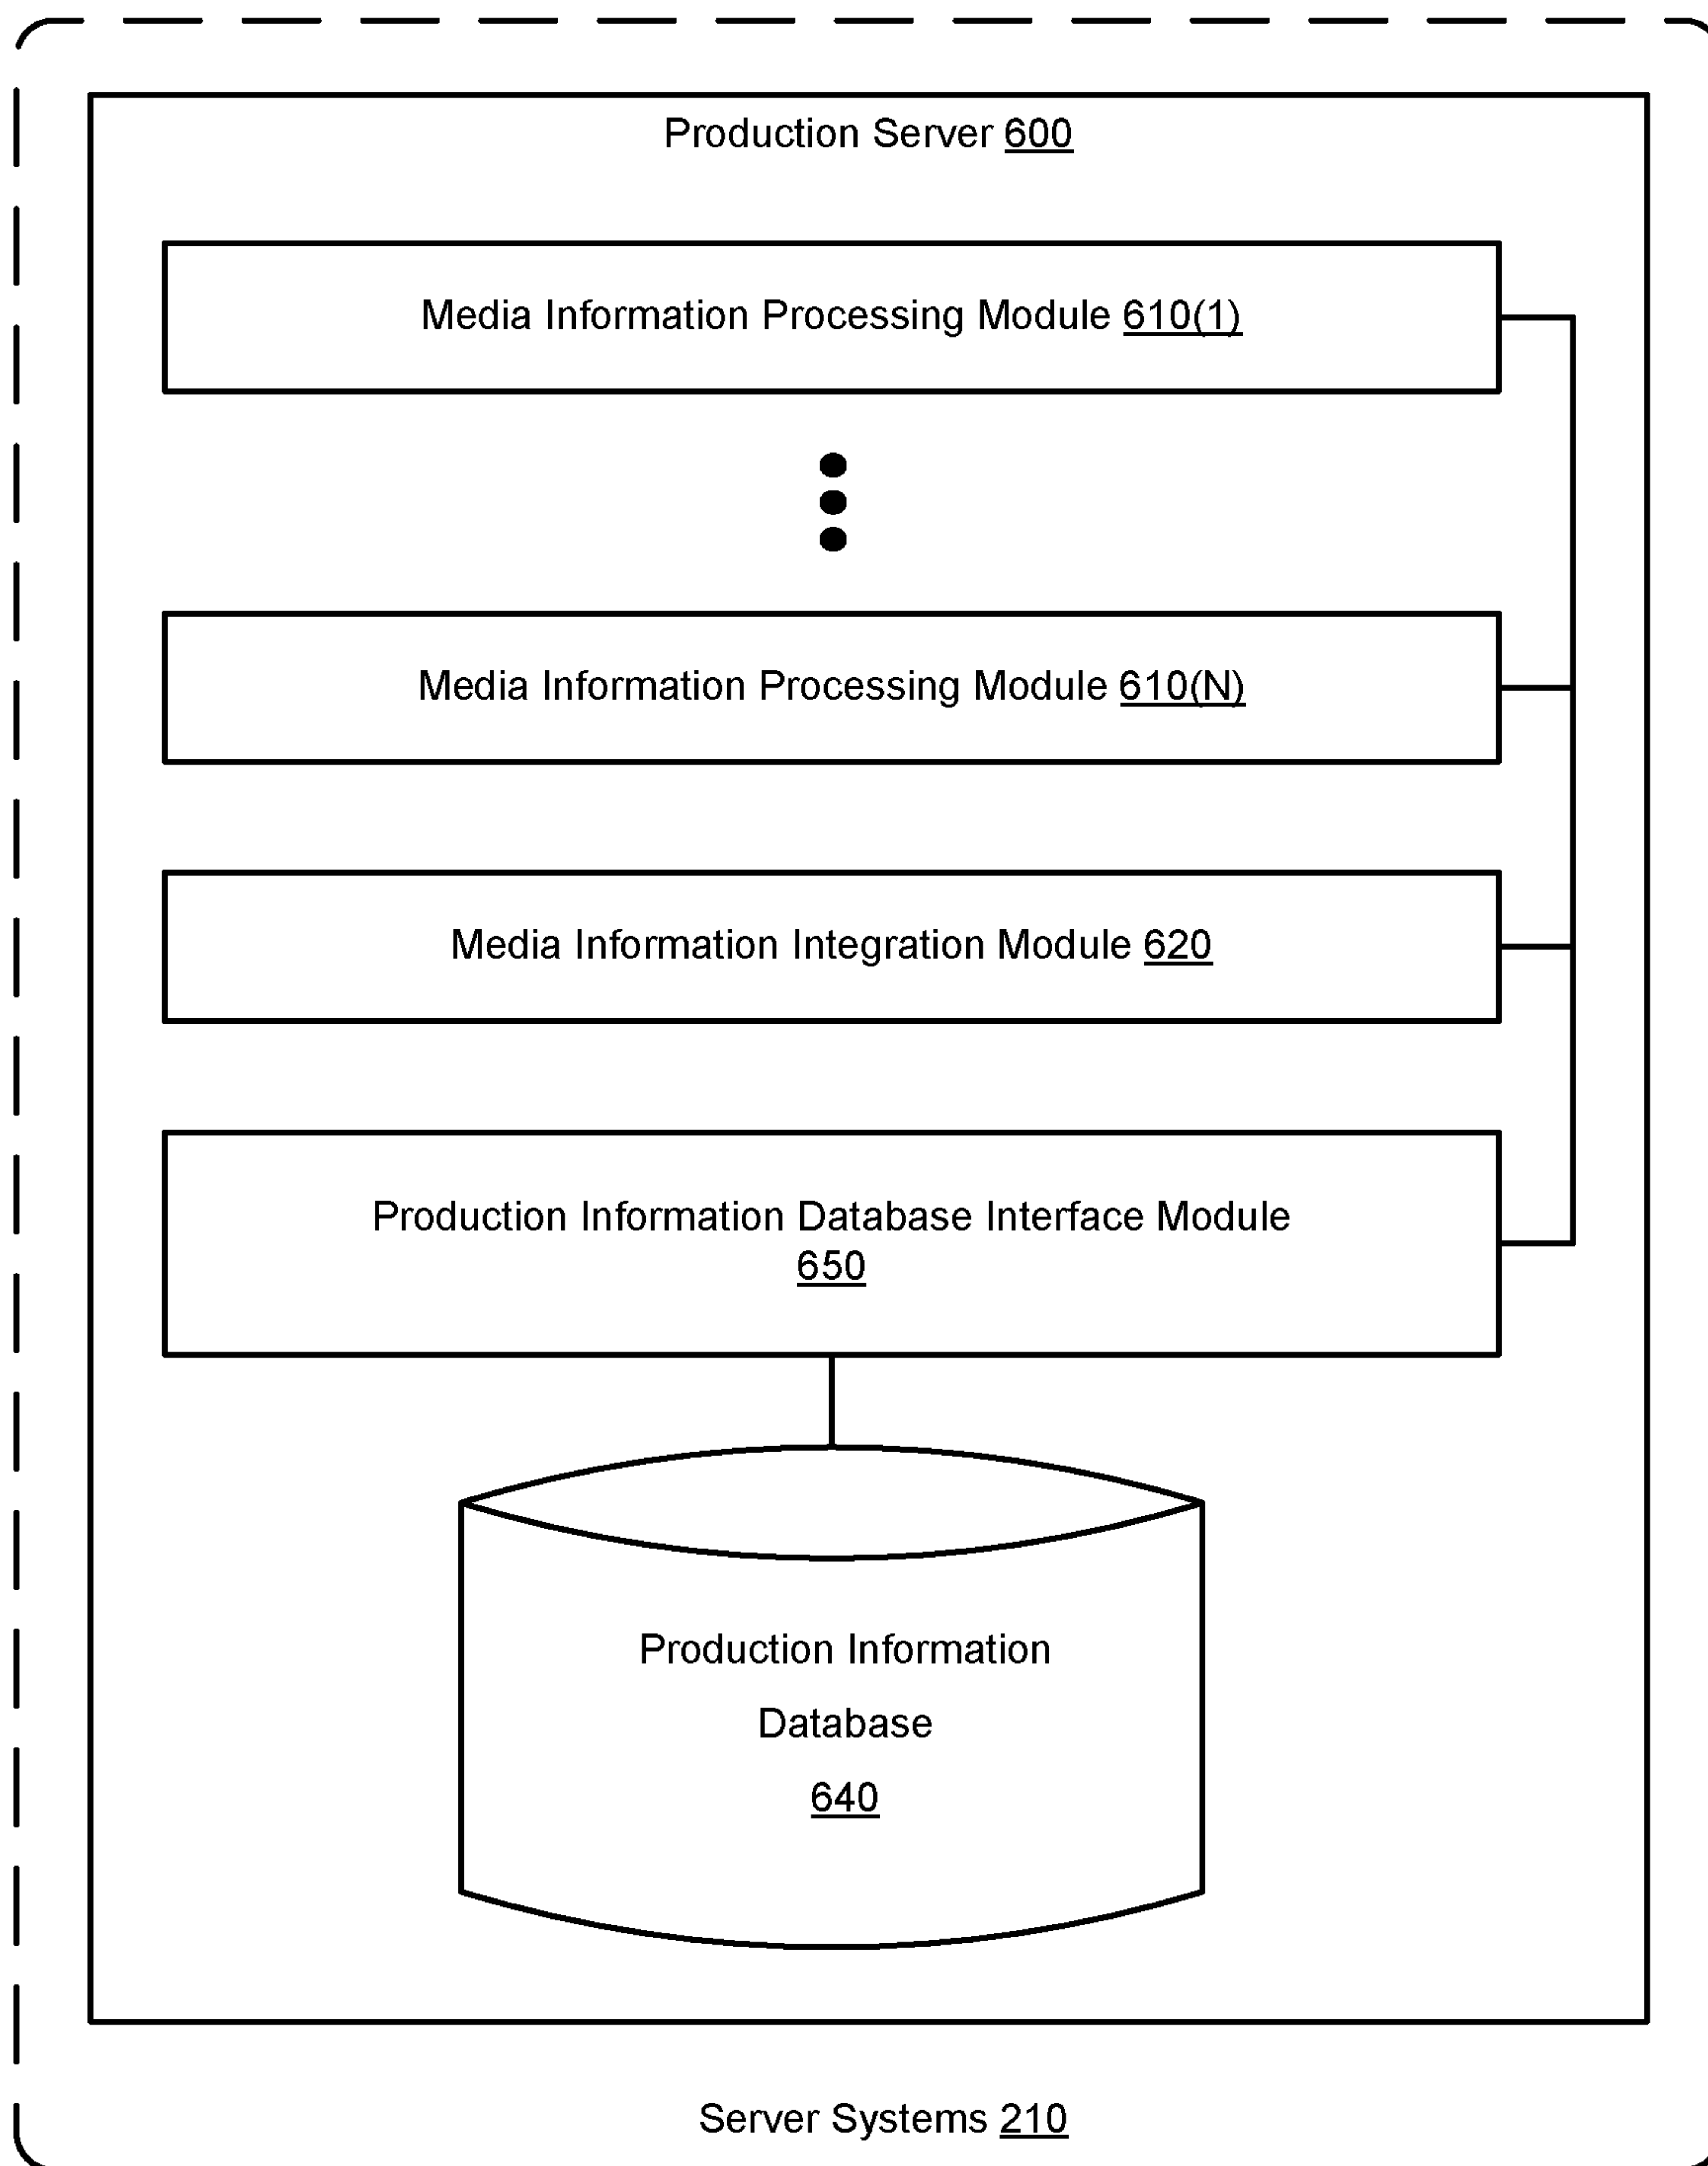 Production Server 600
Media Information Processing Module 610(1)
Media Information Processing Module 610(N)
Media Information Integration Module 620
Production Information Database Interface Module
650
Production Information
Database
640
Server Systems 210